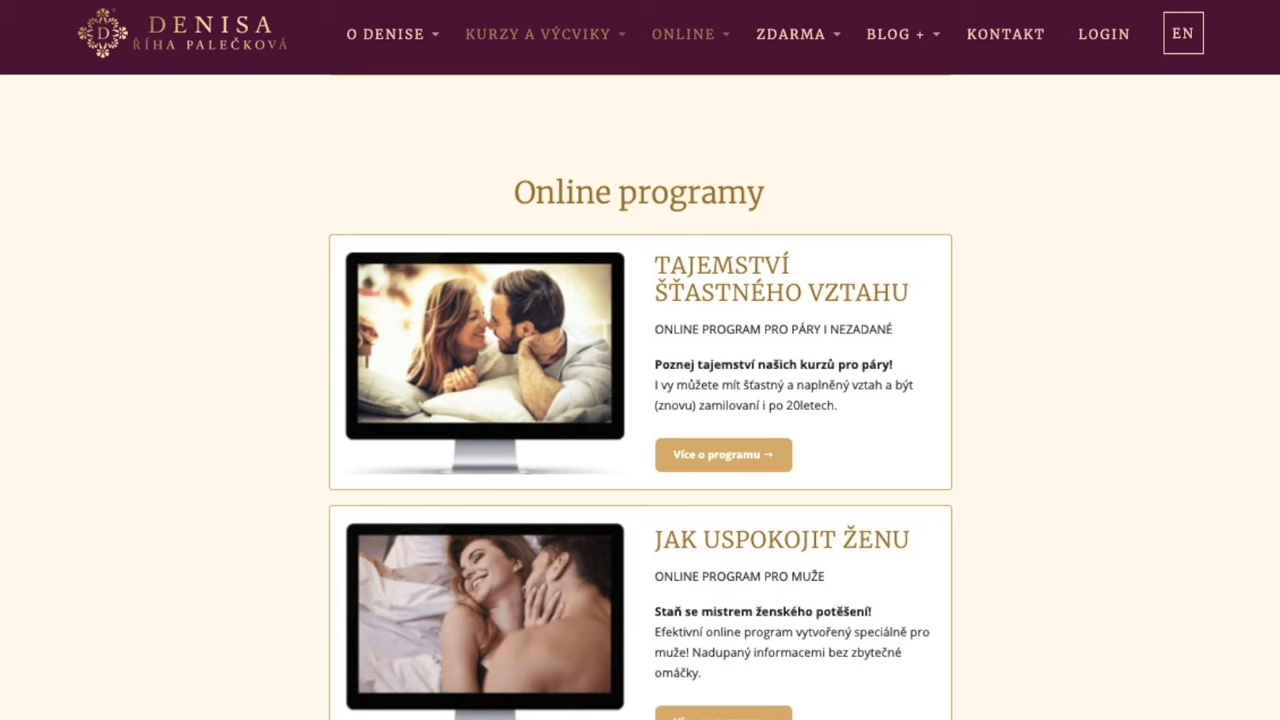 DENISA
ŘÍHA PALEČKOVÁ
O DENISE
KURZY A VÝCVIKY
ONLINE
ZDARMA
BLOG +
KONTAKT
LOGIN
EN
Online programy
TAJEMSTVÍ
ŠŤASTNÉHO VZTAHU
ONLINE PROGRAM PRO PÁRY I NEZADANÉ
Poznej tajemství našich kurzů pro páry!
I vy můžete mít šťastný a naplněný vztah a být
(znovu) zamilovaní i po 20letech.
Více o programu →
JAK USPOKOJIT ŽENU
ONLINE PROGRAM PRO MUŽE
Staň se mistrem ženského potěšení!
Efektivní online program vytvořený speciálně pro
muže! Nadupaný informacemi bez zbytečné
omáčky.